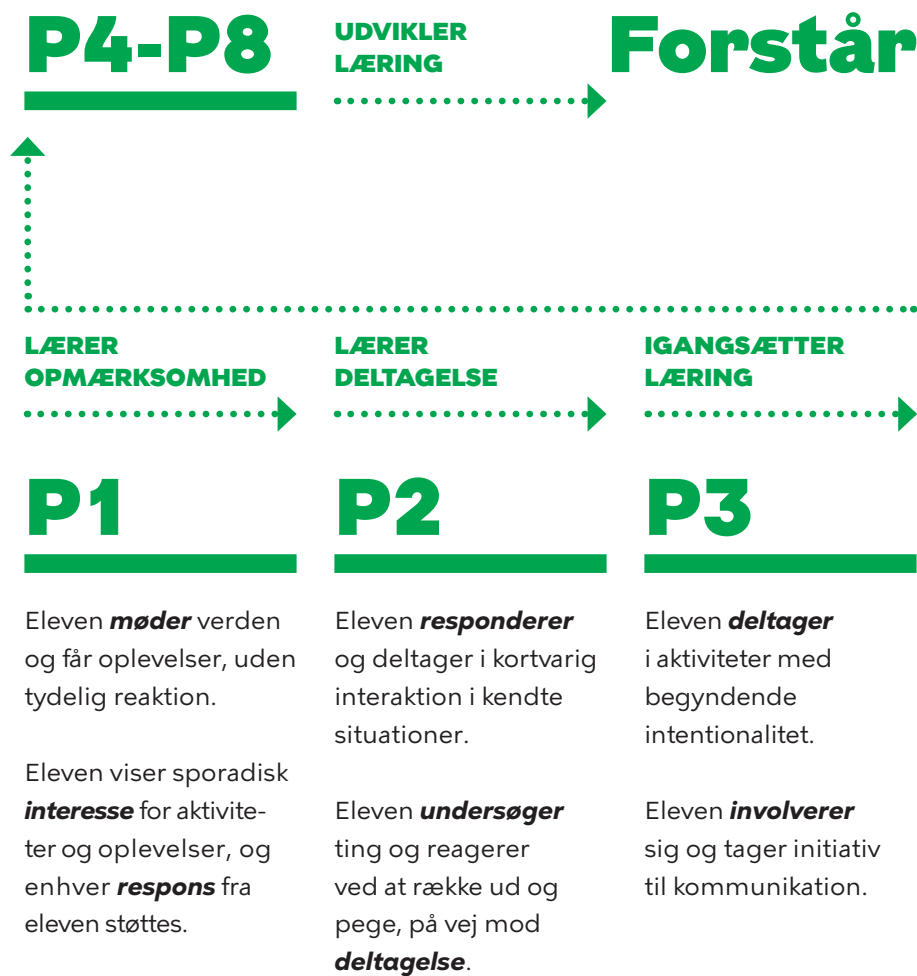 P4-P8
UDVIKLER
LÆRING
Forstår
LÆRER
OPMÆRKSOMHED
LÆRER
DELTAGELSE
IGANGSÆTTER
LÆRING
P1
Eleven møder verden
og får oplevelser, uden
tydelig reaktion.
Eleven viser sporadisk
interesse for aktivite-
ter og oplevelser, og
enhver respons fra
eleven støttes.
P2
Eleven responderer
og deltager i kortvarig
interaktion i kendte
situationer.
Eleven undersøger
ting og reagerer
ved at række ud og
pege, på vej mod
deltagelse.
P3
Eleven deltager
i aktiviteter med
begyndende
intentionalitet.
Eleven involverer
sig og tager initiativ
til kommunikation.